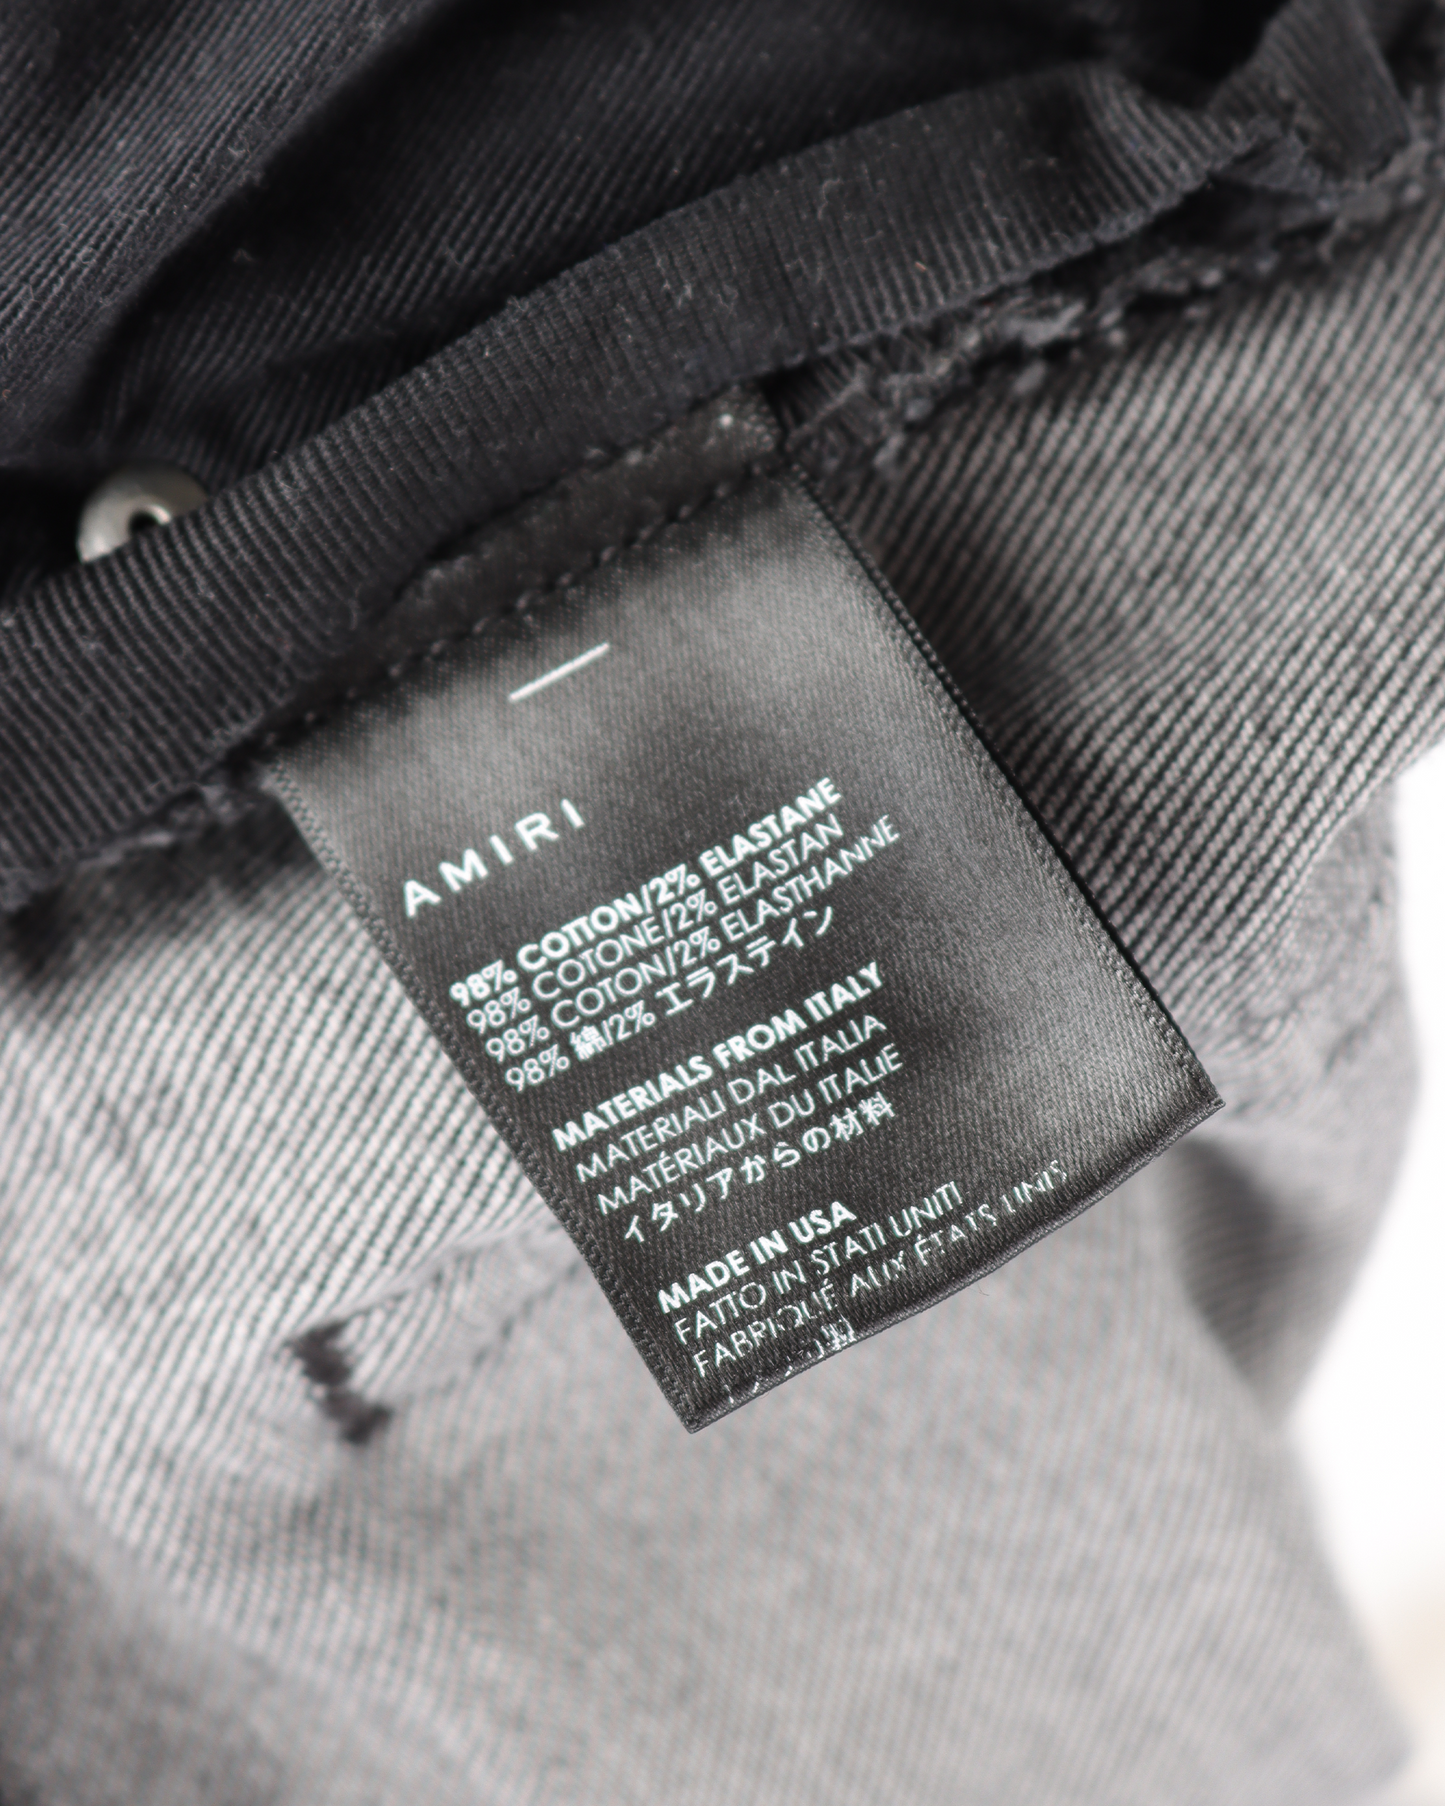 AMIRI
98% COTTON/2% ELASTANE
98% COTONE/2% ELASTAN
98% COTON/2% ELASTHANNE
98% 綿/2% エラスティン
MATERIALS FROM ITALY
MATERIALI DAL ITALIA
MATÉRIAUX DU ITALIE
イタリアからの材料
MADE IN USA
FATTO IN STATI UNITI
FABRIQUÉ AUX ÉTATS UNIS